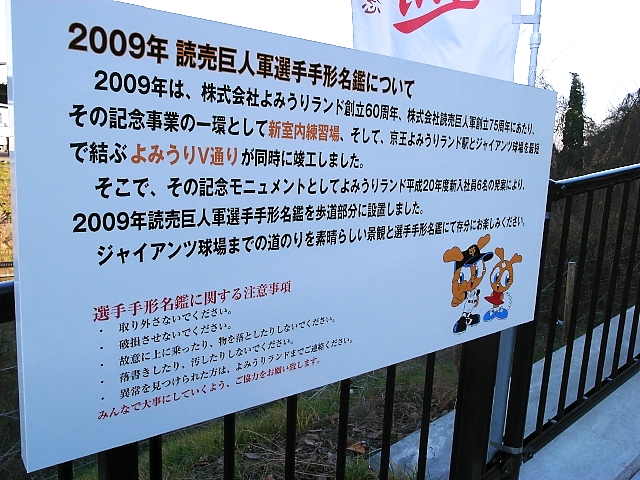 2009年 読売巨人軍選手手形名鑑について
2009年は、株式会社よみうりランド創立60周年、株式会社読売巨人軍創立75周年にあたり、
その記念事業の一環として新室内練習場、そして、京王よみうりランド駅とジャイアンツ球場を最短
で結ぶよみうりV通りが同時に竣工しました。
そこで、その記念モニュメントとしてよみうりランド平成20年度新入社員6名の発案により、
2009年読売巨人軍選手手形名鑑を歩道部分に設置しました。
ジャイアンツ球場までの道のりを素晴らしい景観と選手手形名鑑にて存分にお楽しみください。
選手手形名鑑に関する注意事項
・ 取り外さないでください。
・ 破損させないでください。
・ 故意に上に乗ったり、物を落としたりしないでください。
・ 落書きしたり、汚したりしないでください。
・ 異常を見つけられた方は、よみうりランドまでご連絡ください。
みんなで大事にしていくよう、ご協力をお願い致します。